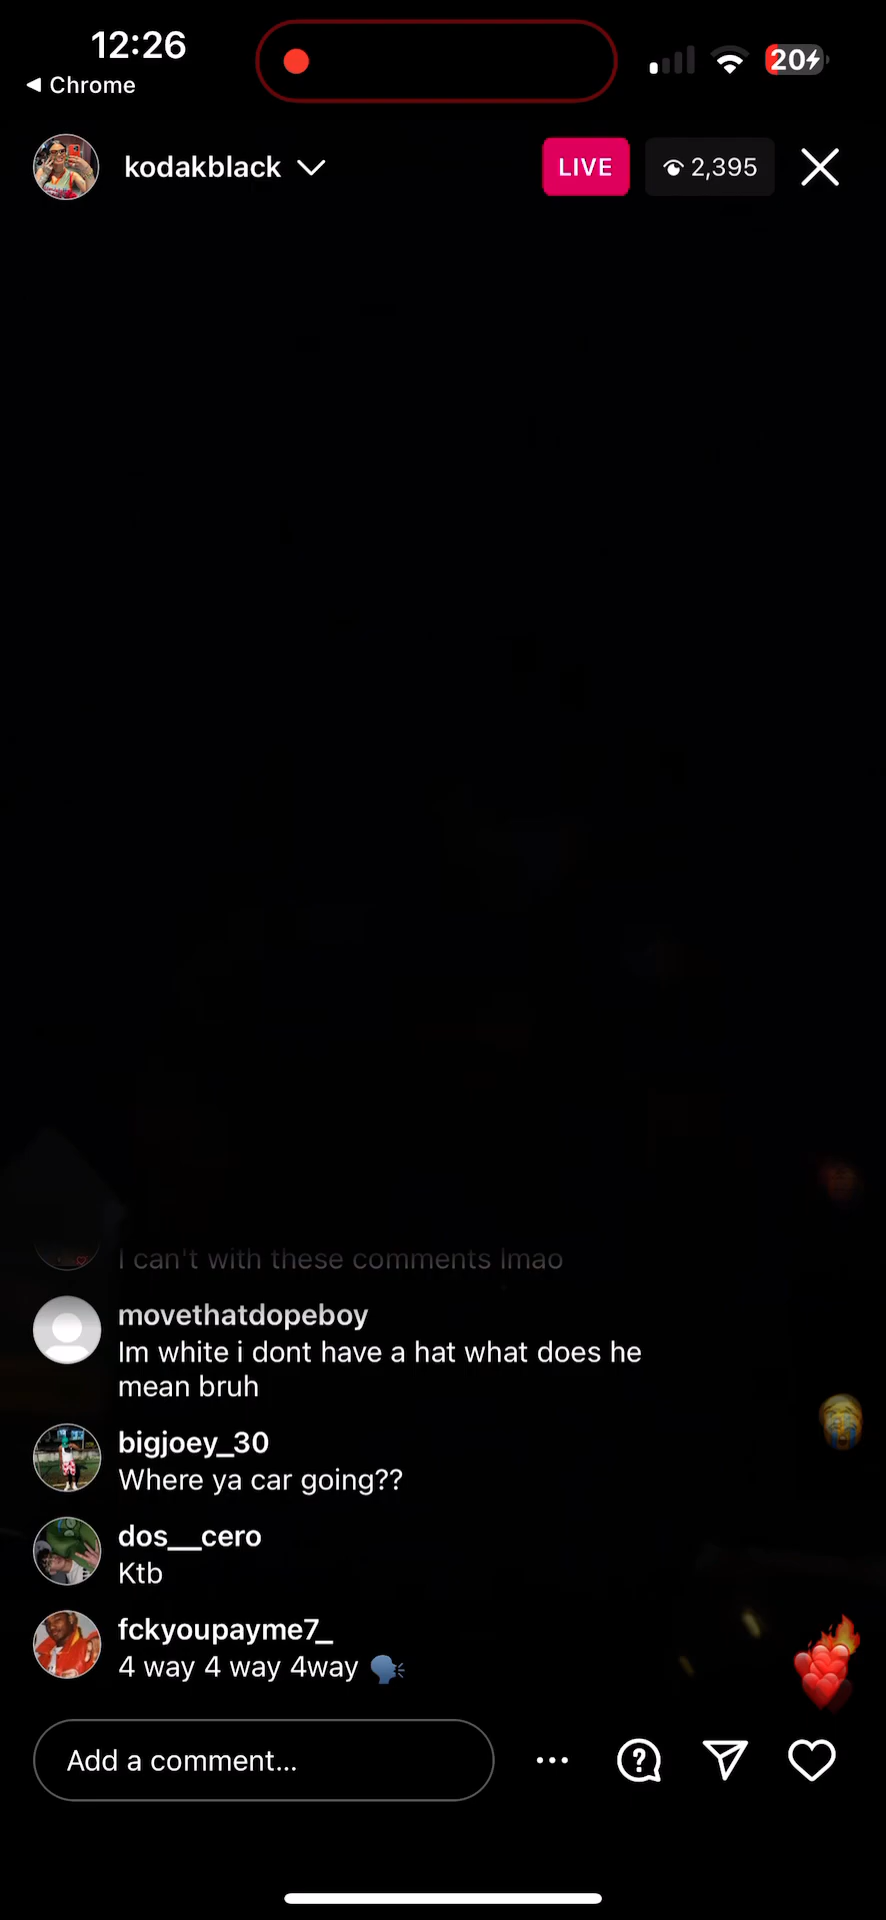 12:26
20
Chrome
kodakblack
LIVE
2,395
I can't with these comments lmao
movethatdopeboy
Im white i dont have a hat what does he
mean bruh
bigjoey_30
Where ya car going??
dos__cero
Ktb
fckyoupayme7_
4 way 4 way 4way 🗣️
Add a comment...